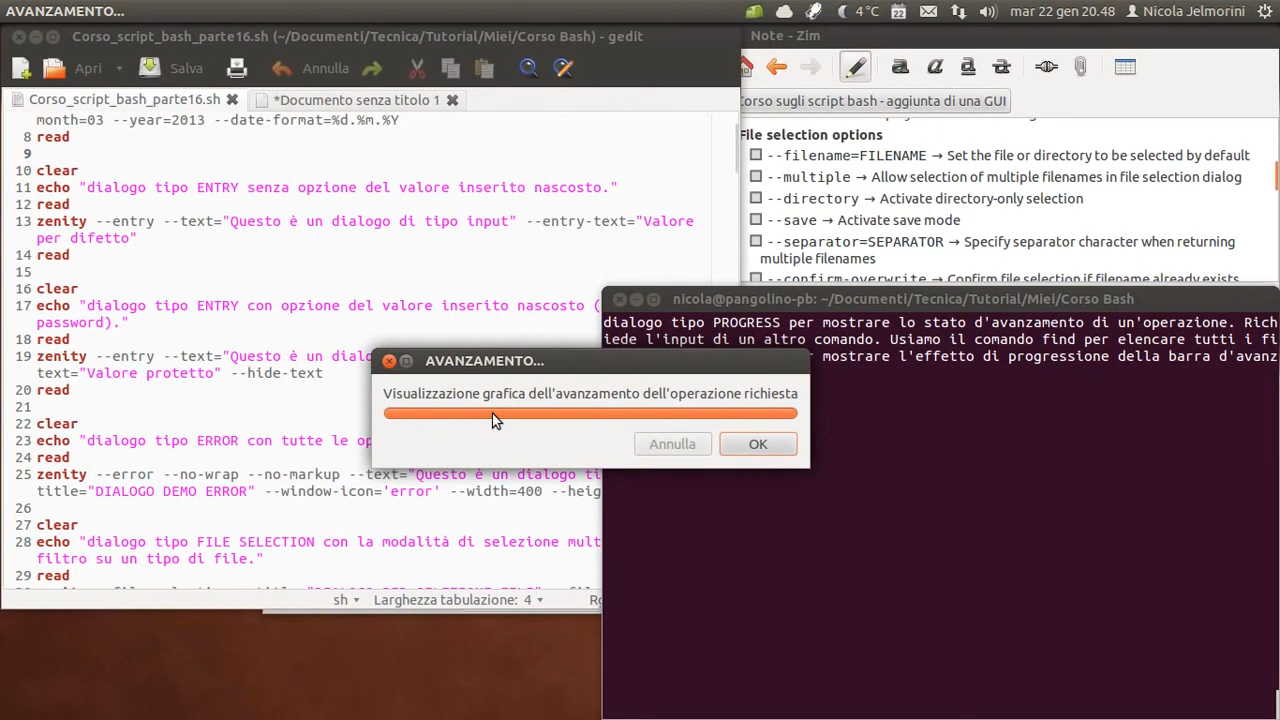 AVANZAMENTO...
4 °C
22
mar 22 gen 20.48
Nicola Jelmorini
Corso_script_bash_parte16.sh (~/Documenti/Tecnica/Tutorial/Miei/Corso Bash) - gedit
Apri
Salva
Annulla
Corso_script_bash_parte16.sh
*Documento senza titolo 1
month=03 --year=2013 --date-format=%d.%m.%Y
8 read
9
10 clear
11 echo "dialogo tipo ENTRY senza opzione del valore inserito nascosto."
12 read
13 zenity --entry --text="Questo è un dialogo di tipo input" --entry-text="Valore
per difetto"
14 read
15
16 clear
17 echo "dialogo tipo ENTRY con opzione del valore inserito nascosto (
password)."
18 read
19 zenity --entry --text="Questo è un dia
text="Valore protetto" --hide-text
20 read
21
22 clear
23 echo "dialogo tipo ERROR con tutte le op
24 read
25 zenity --error --no-wrap --no-markup --text="Questo è un dialogo ti
title="DIALOGO DEMO ERROR" --window-icon='error' --width=400 --heig
26
27 clear
28 echo "dialogo tipo FILE SELECTION con la modalità di selezione mult
filtro su un tipo di file."
29 read
sh
Larghezza tabulazione: 4
Note - Zim
Corso sugli script bash - aggiunta di una GUI
File selection options
--filename=FILENAME → Set the file or directory to be selected by default
--multiple → Allow selection of multiple filenames in file selection dialog
--directory → Activate directory-only selection
--save → Activate save mode
--separator=SEPARATOR → Specify separator character when returning
multiple filenames
--confirm-overwrite → Confirm file selection if filename already exists
nicola@pangolino-pb: ~/Documenti/Tecnica/Tutorial/Miei/Corso Bash
dialogo tipo PROGRESS per mostrare lo stato d'avanzamento di un'operazione. Rich
iede l'input di un altro comando. Usiamo il comando find per elencare tutti i fi
mostrare l'effetto di progressione della barra d'avanz
AVANZAMENTO...
Visualizzazione grafica dell'avanzamento dell'operazione richiesta
Annulla
OK